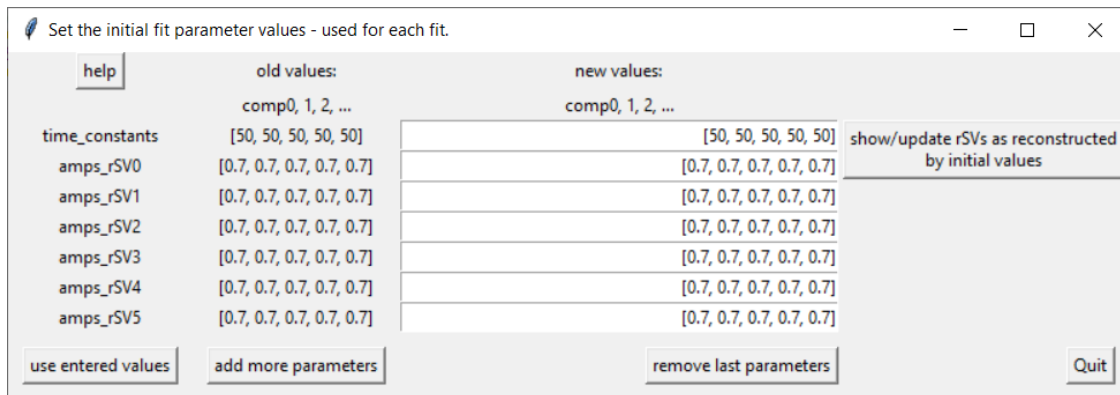 Set the initial fit parameter values - used for each fit.
help old values: new values:
comp0, 1, 2, ... comp0, 1, 2, ...
time_constants [50, 50, 50, 50, 50] [50, 50, 50, 50, 50] show/update rSVs as reconstructed
by initial values
amps_rSV0 [0.7, 0.7, 0.7, 0.7, 0.7] [0.7, 0.7, 0.7, 0.7, 0.7]
amps_rSV1 [0.7, 0.7, 0.7, 0.7, 0.7] [0.7, 0.7, 0.7, 0.7, 0.7]
amps_rSV2 [0.7, 0.7, 0.7, 0.7, 0.7] [0.7, 0.7, 0.7, 0.7, 0.7]
amps_rSV3 [0.7, 0.7, 0.7, 0.7, 0.7] [0.7, 0.7, 0.7, 0.7, 0.7]
amps_rSV4 [0.7, 0.7, 0.7, 0.7, 0.7] [0.7, 0.7, 0.7, 0.7, 0.7]
amps_rSV5 [0.7, 0.7, 0.7, 0.7, 0.7] [0.7, 0.7, 0.7, 0.7, 0.7]
use entered values add more parameters remove last parameters Quit